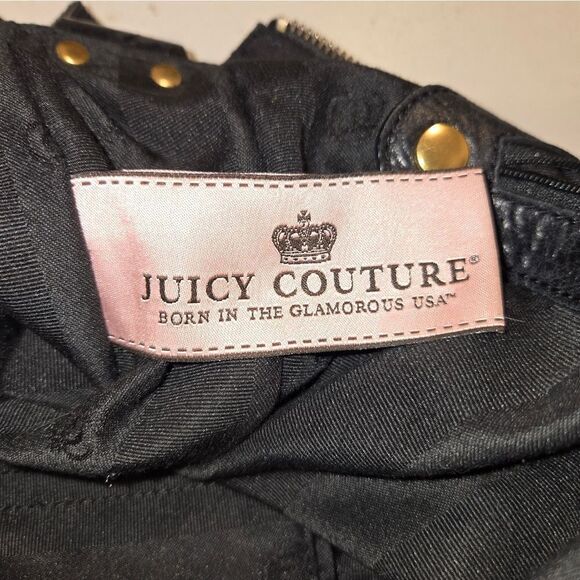 JUICY COUTURE®
BORN IN THE GLAMOROUS USA™